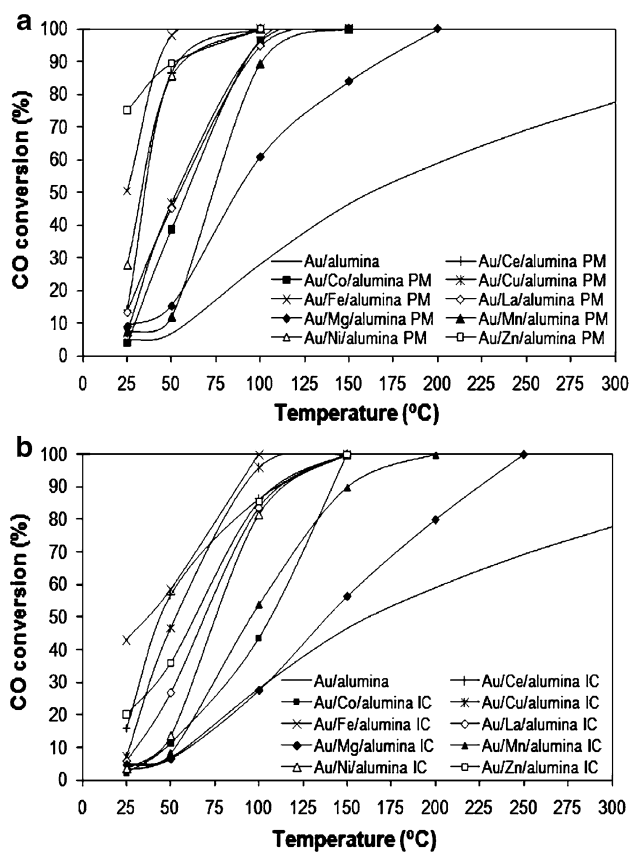 a
CO conversion (%)
100
90
80
70
60
50
40
30
20
10
0
Au/alumina
Au/Ce/alumina PM
Au/Co/alumina PM
Au/Cu/alumina PM
Au/Fe/alumina PM
Au/La/alumina PM
Au/Mg/alumina PM
Au/Mn/alumina PM
Au/Ni/alumina PM
Au/Zn/alumina PM
0 25 50 75 100 125 150 175 200 225 250 275 300
Temperature (ºC)
b
CO conversion (%)
100
90
80
70
60
50
40
30
20
10
0
Au/alumina
Au/Ce/alumina IC
Au/Co/alumina IC
Au/Cu/alumina IC
Au/Fe/alumina IC
Au/La/alumina IC
Au/Mg/alumina IC
Au/Mn/alumina IC
Au/Ni/alumina IC
Au/Zn/alumina IC
0 25 50 75 100 125 150 175 200 225 250 275 300
Temperature (ºC)